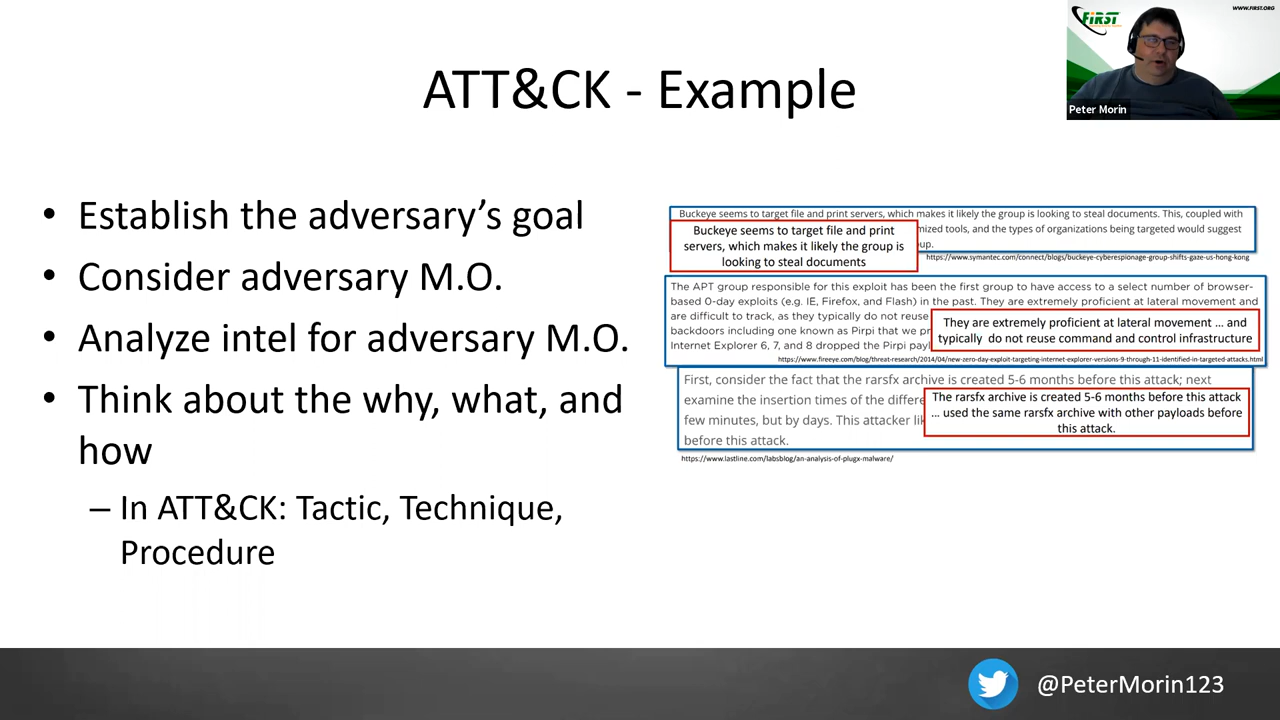 FIRST
WWW.FIRST.ORG
Peter Morin
ATT&CK - Example
• Establish the adversary's goal
• Consider adversary M.O.
• Analyze intel for adversary M.O.
• Think about the why, what, and
how
– In ATT&CK: Tactic, Technique,
Procedure
Buckeye seems to target file and print servers, which makes it likely the group is looking to steal documents. This, coupled with
mized tools, and the types of organizations being targeted would suggest
up.
Buckeye seems to target file and print
servers, which makes it likely the group is
looking to steal documents
https://www.symantec.com/connect/blogs/buckeye-cyberespionage-group-shifts-gaze-us-hong-kong
The APT group responsible for this exploit has been the first group to have access to a select number of browser-
based 0-day exploits (e.g. IE, Firefox, and Flash) in the past. They are extremely proficient at lateral movement and
are difficult to track, as they typically do not reuse
backdoors including one known as Pirpi that we pr
Internet Explorer 6, 7, and 8 dropped the Pirpi payl
They are extremely proficient at lateral movement ... and
typically do not reuse command and control infrastructure
https://www.fireeye.com/blog/threat-research/2014/04/new-zero-day-exploit-targeting-internet-explorer-versions-9-through-11-identified-in-targeted-attacks.html
First, consider the fact that the rarsfx archive is created 5-6 months before this attack; next
examine the insertion times of the differe
few minutes, but by days. This attacker lik
before this attack.
The rarsfx archive is created 5-6 months before this attack
... used the same rarsfx archive with other payloads before
this attack.
https://www.lastline.com/labsblog/an-analysis-of-plugx-malware/
@PeterMorin123